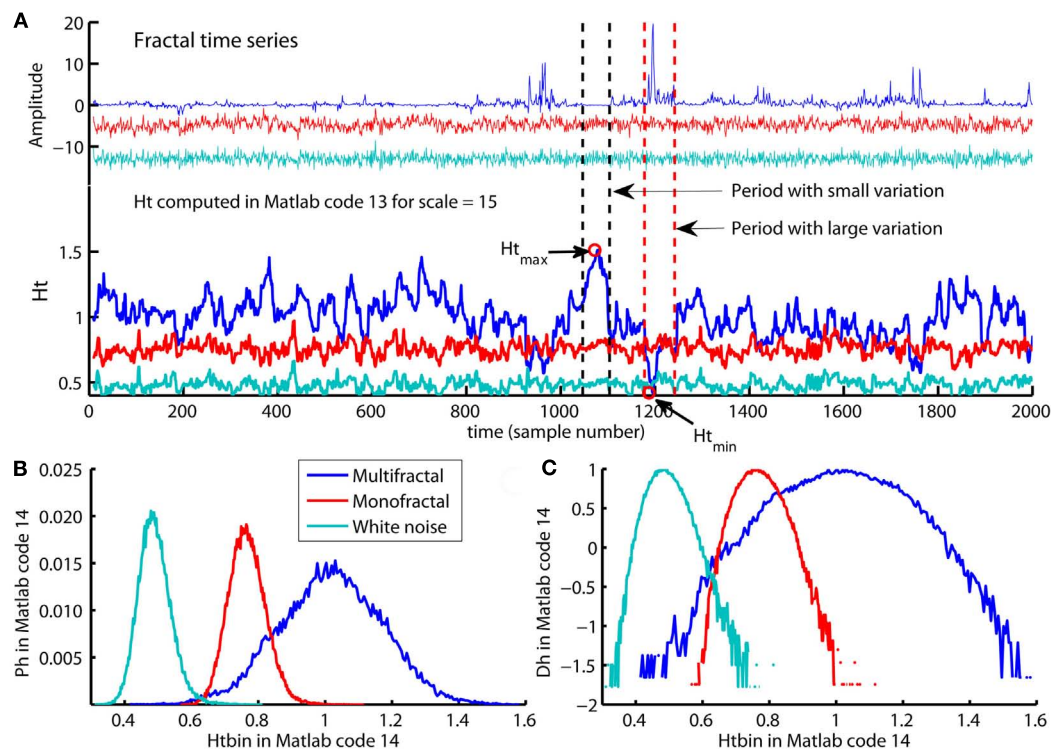 A
Fractal time series
20
10
0
−10
Amplitude
Period with small variation
Ht computed in Matlab code 13 for scale = 15
Period with large variation
1.5
1
0.5
Ht
Htmax
Htmin
0 200 400 600 800 1000 1200 1400 1600 1800 2000
time (sample number)
B
0.025
0.020
0.015
0.010
0.005
Ph in Matlab code 14
Multifractal
Monofractal
White noise
0.4 0.6 0.8 1 1.2 1.4 1.6
Htbin in Matlab code 14
C
1
0.5
0
−0.5
−1
−1.5
−2
Dh in Matlab code 14
0.4 0.6 0.8 1 1.2 1.4 1.6
Htbin in Matlab code 14